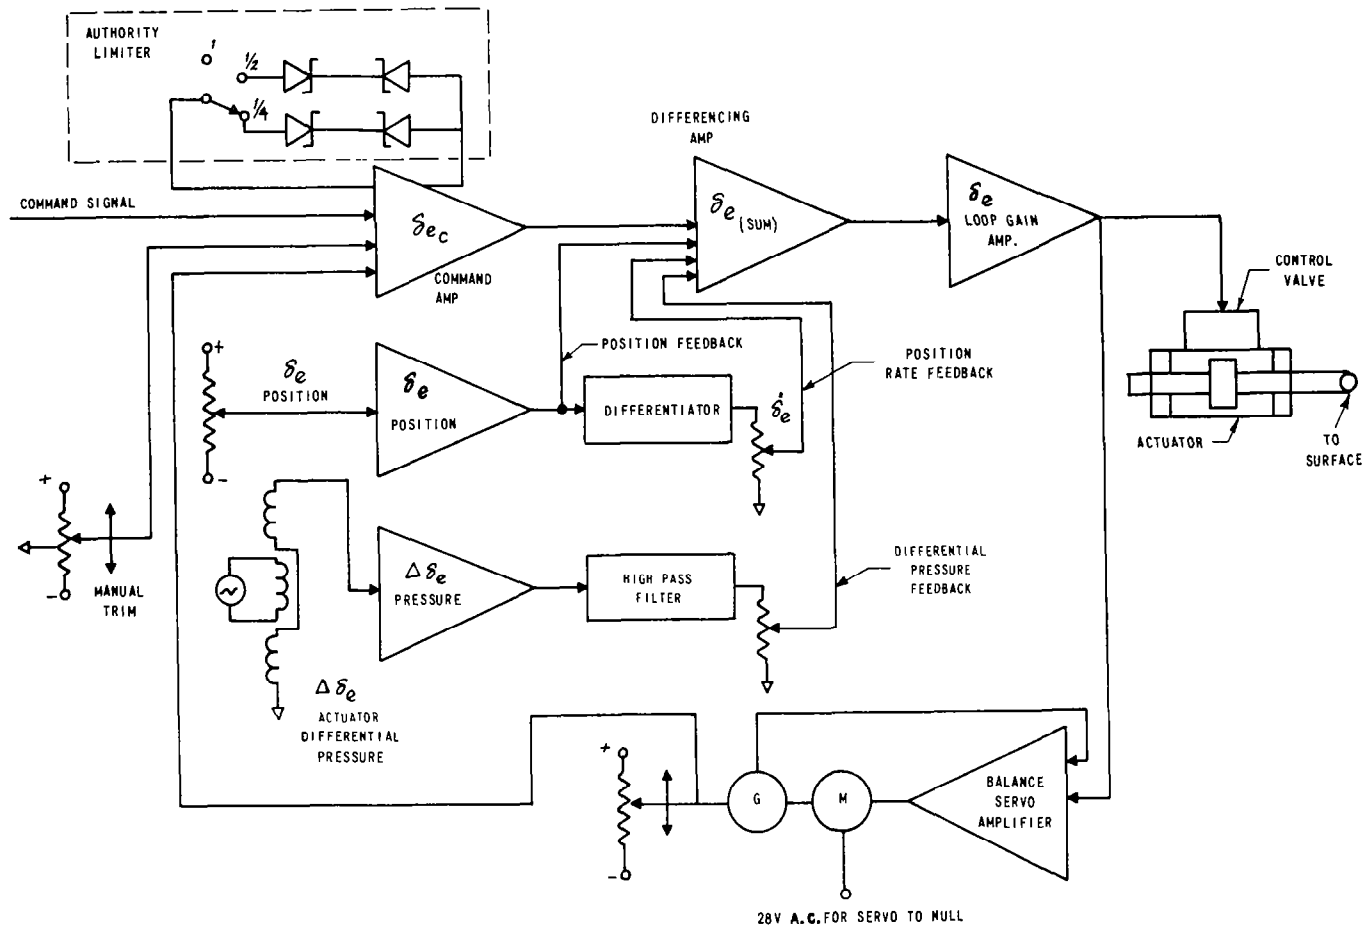 AUTHORITY
LIMITER
1
1/2
1/4
DIFFERENCING
AMP
COMMAND SIGNAL
δec
COMMAND
AMP
δe (SUM)
δe
LOOP GAIN
AMP.
CONTROL
VALVE
ACTUATOR
TO
SURFACE
+
δe
POSITION
-
δe
POSITION
POSITION FEEDBACK
DIFFERENTIATOR
δ̇e
POSITION
RATE FEEDBACK
+
-
MANUAL
TRIM
Δδe
PRESSURE
HIGH PASS
FILTER
DIFFERENTIAL
PRESSURE
FEEDBACK
Δδe
ACTUATOR
DIFFERENTIAL
PRESSURE
+
-
G
M
BALANCE
SERVO
AMPLIFIER
28V A.C. FOR SERVO TO NULL